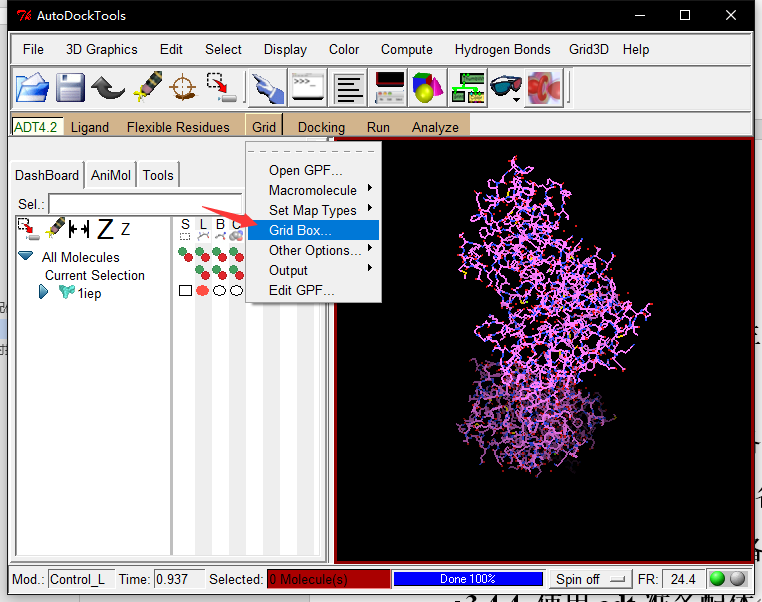 AutoDockTools
File 3D Graphics Edit Select Display Color Compute Hydrogen Bonds Grid3D Help
ADT4.2 Ligand Flexible Residues Grid Docking Run Analyze
Open GPF...
Macromolecule
Set Map Types
Grid Box...
Other Options...
Output
Edit GPF...
DashBoard AniMol Tools
Sel.:
Z Z S L B C
All Molecules
Current Selection
1iep
Mod.: Control_L Time: 0.937 Selected: 0 Molecule(s) Done 100% Spin off FR: 24.4